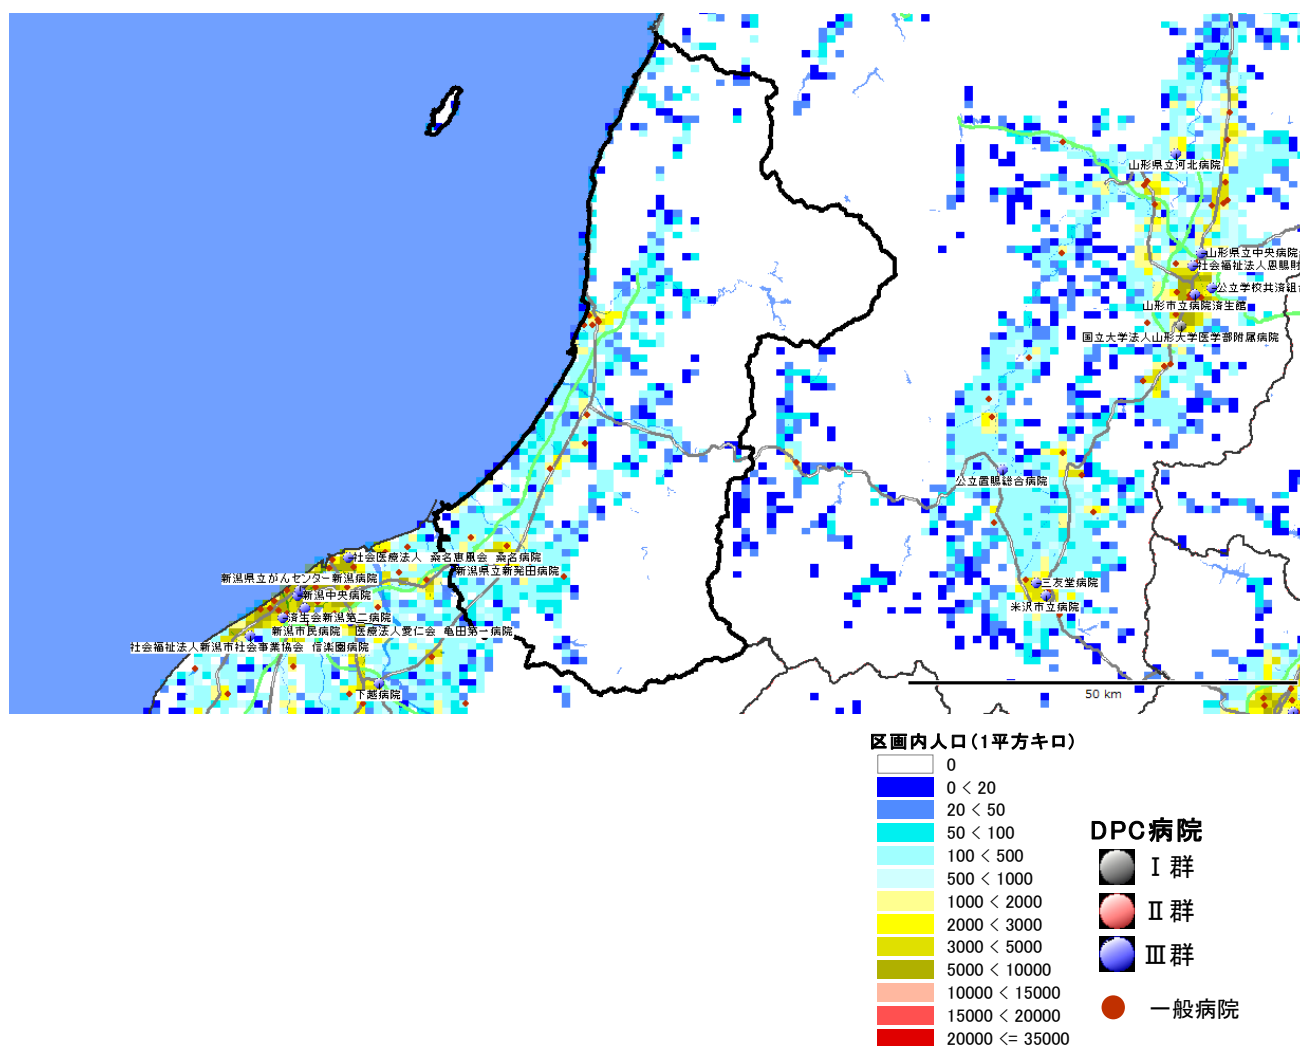 山形県立河北病院
山形県立中央病院
社会福祉法人恩賜財
公立学校共済組合
山形市立病院済生館
国立大学法人山形大学医学部附属病院
公立置賜総合病院
社会医療法人 桑名恵風会 桑名病院
新潟県立新発田病院
新潟県立がんセンター新潟病院
新潟中央病院
済生会新潟第二病院
新潟市民病院 医療法人愛仁会 亀田第一病院
社会福祉法人新潟市社会事業協会 信楽園病院
下越病院
三友堂病院
米沢市立病院
50 km
区画内人口(1平方キロ)
0
0 < 20
20 < 50
50 < 100
100 < 500
500 < 1000
1000 < 2000
2000 < 3000
3000 < 5000
5000 < 10000
10000 < 15000
15000 < 20000
20000 <= 35000
DPC病院
Ⅰ群
Ⅱ群
Ⅲ群
一般病院